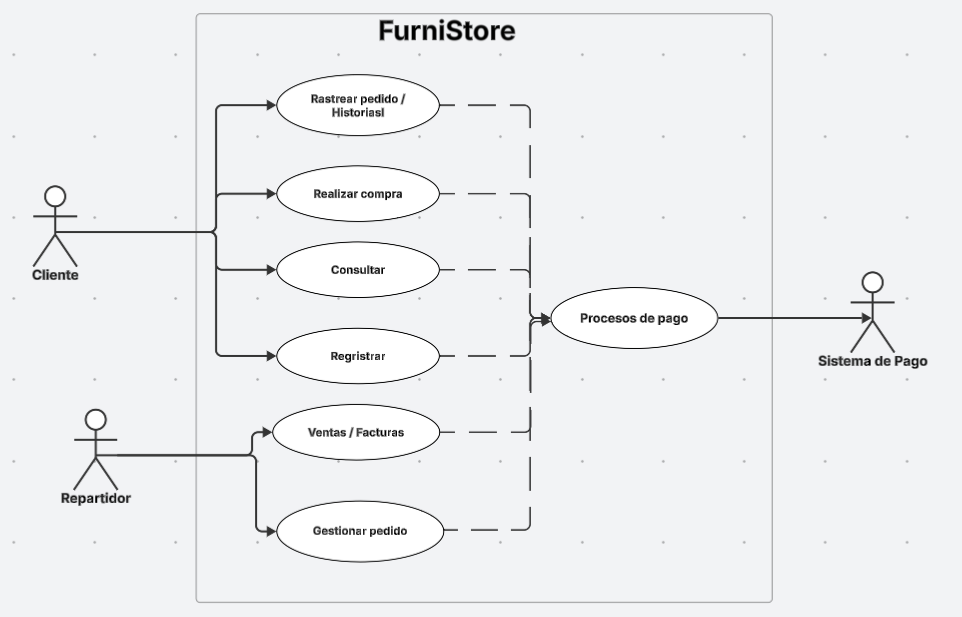 FurniStore
Rastrear pedido /
Historiasl
Realizar compra
Cliente
Consultar
Procesos de pago
Sistema de Pago
Regristrar
Ventas / Facturas
Repartidor
Gestionar pedido